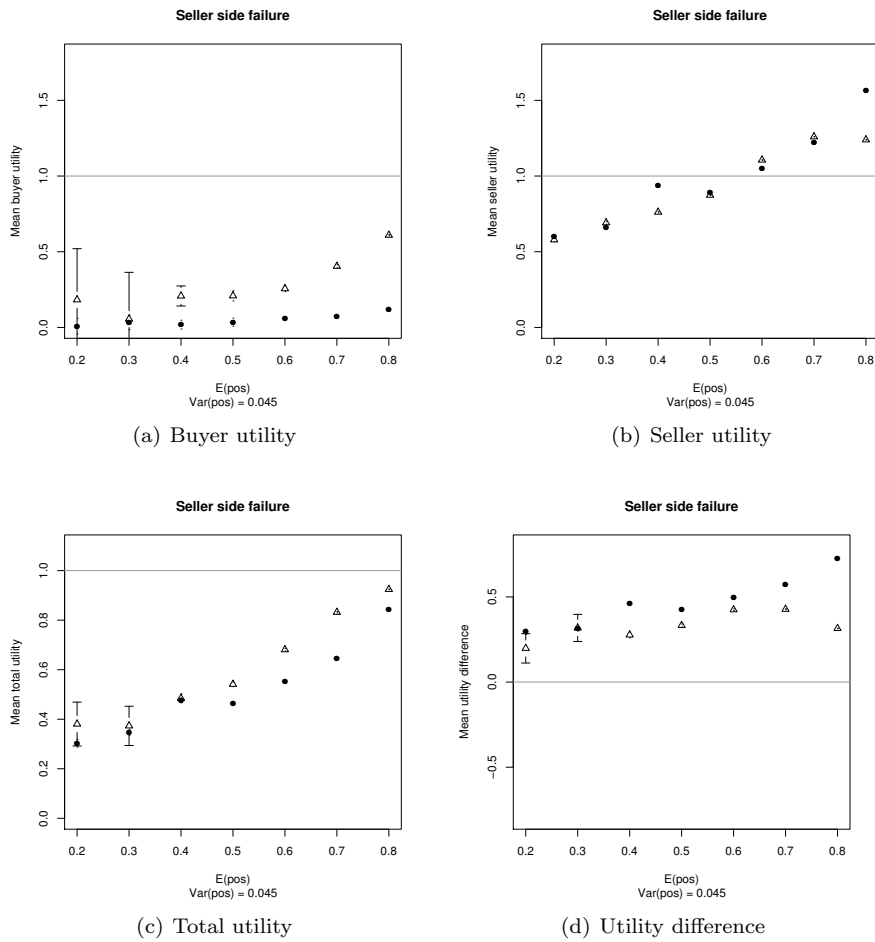 Seller side failure
Mean buyer utility
1.5
1.0
0.5
0.0
0.2 0.3 0.4 0.5 0.6 0.7 0.8
E(pos)
Var(pos) = 0.045
(a) Buyer utility
Seller side failure
Mean seller utility
1.5
1.0
0.5
0.0
0.2 0.3 0.4 0.5 0.6 0.7 0.8
E(pos)
Var(pos) = 0.045
(b) Seller utility
Seller side failure
Mean total utility
1.0
0.8
0.6
0.4
0.2
0.0
0.2 0.3 0.4 0.5 0.6 0.7 0.8
E(pos)
Var(pos) = 0.045
(c) Total utility
Seller side failure
Mean utility difference
0.5
0.0
−0.5
0.2 0.3 0.4 0.5 0.6 0.7 0.8
E(pos)
Var(pos) = 0.045
(d) Utility difference